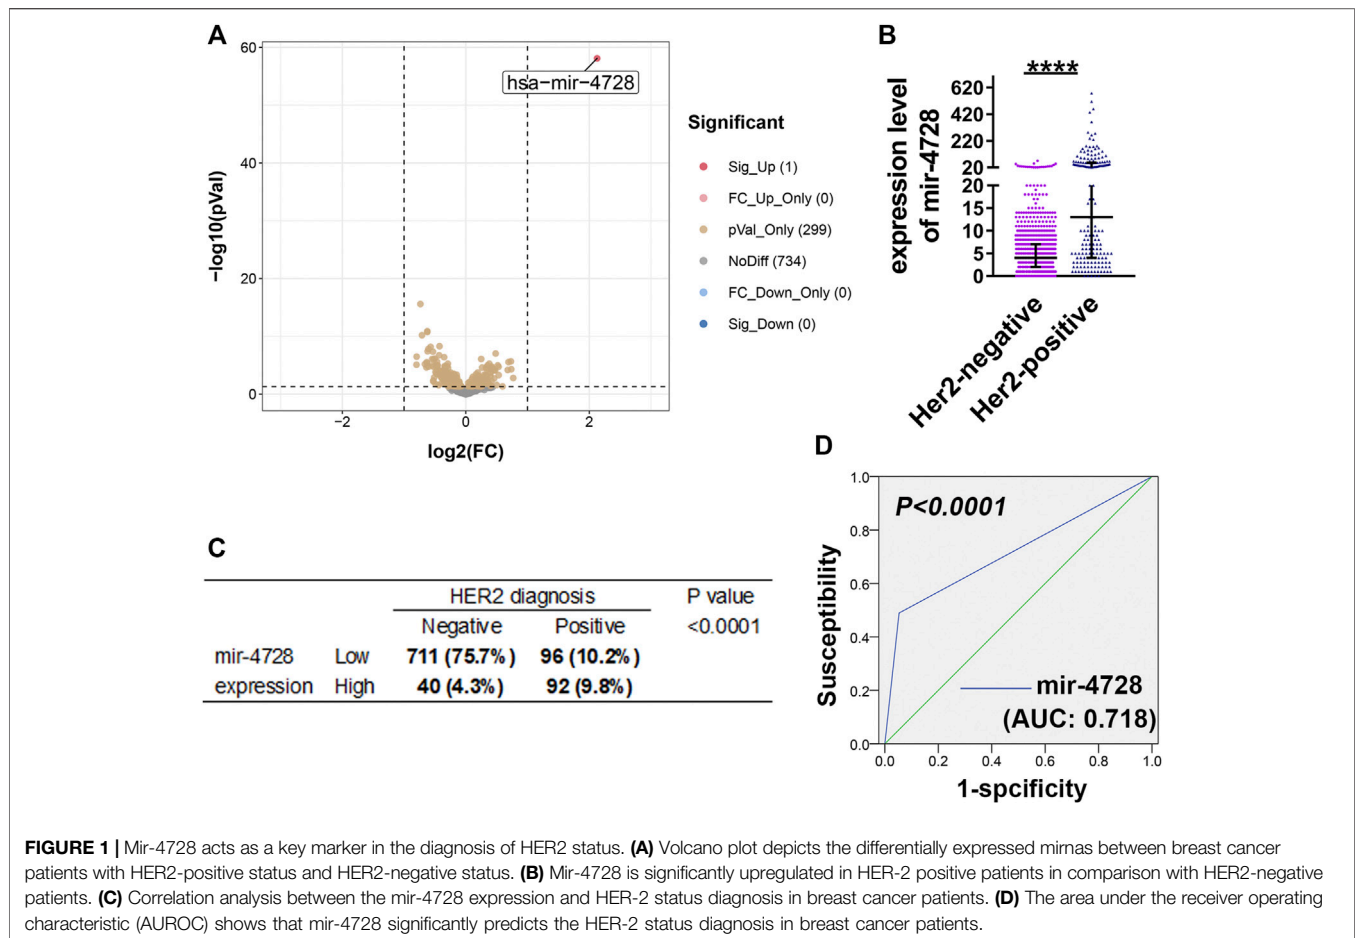 A
60
40
20
0
−log10(pVal)
hsa−mir−4728
−2
0
2
log2(FC)
Significant
Sig_Up (1)
FC_Up_Only (0)
pVal_Only (299)
NoDiff (734)
FC_Down_Only (0)
Sig_Down (0)
B
expression level
of mir-4728
****
620
420
220
20
20
15
10
5
0
Her2-negative
Her2-positive
C
HER2 diagnosis P value
Negative Positive <0.0001
mir-4728 Low 711 (75.7%) 96 (10.2%)
expression High 40 (4.3%) 92 (9.8%)
D
P<0.0001
Susceptibility
1.0
0.8
0.6
0.4
0.2
0.0
mir-4728
(AUC: 0.718)
0.0 0.2 0.4 0.6 0.8 1.0
1-spcificity
FIGURE 1 | Mir-4728 acts as a key marker in the diagnosis of HER2 status. (A) Volcano plot depicts the differentially expressed mirnas between breast cancer
patients with HER2-positive status and HER2-negative status. (B) Mir-4728 is significantly upregulated in HER-2 positive patients in comparison with HER2-negative
patients. (C) Correlation analysis between the mir-4728 expression and HER-2 status diagnosis in breast cancer patients. (D) The area under the receiver operating
characteristic (AUROC) shows that mir-4728 significantly predicts the HER-2 status diagnosis in breast cancer patients.